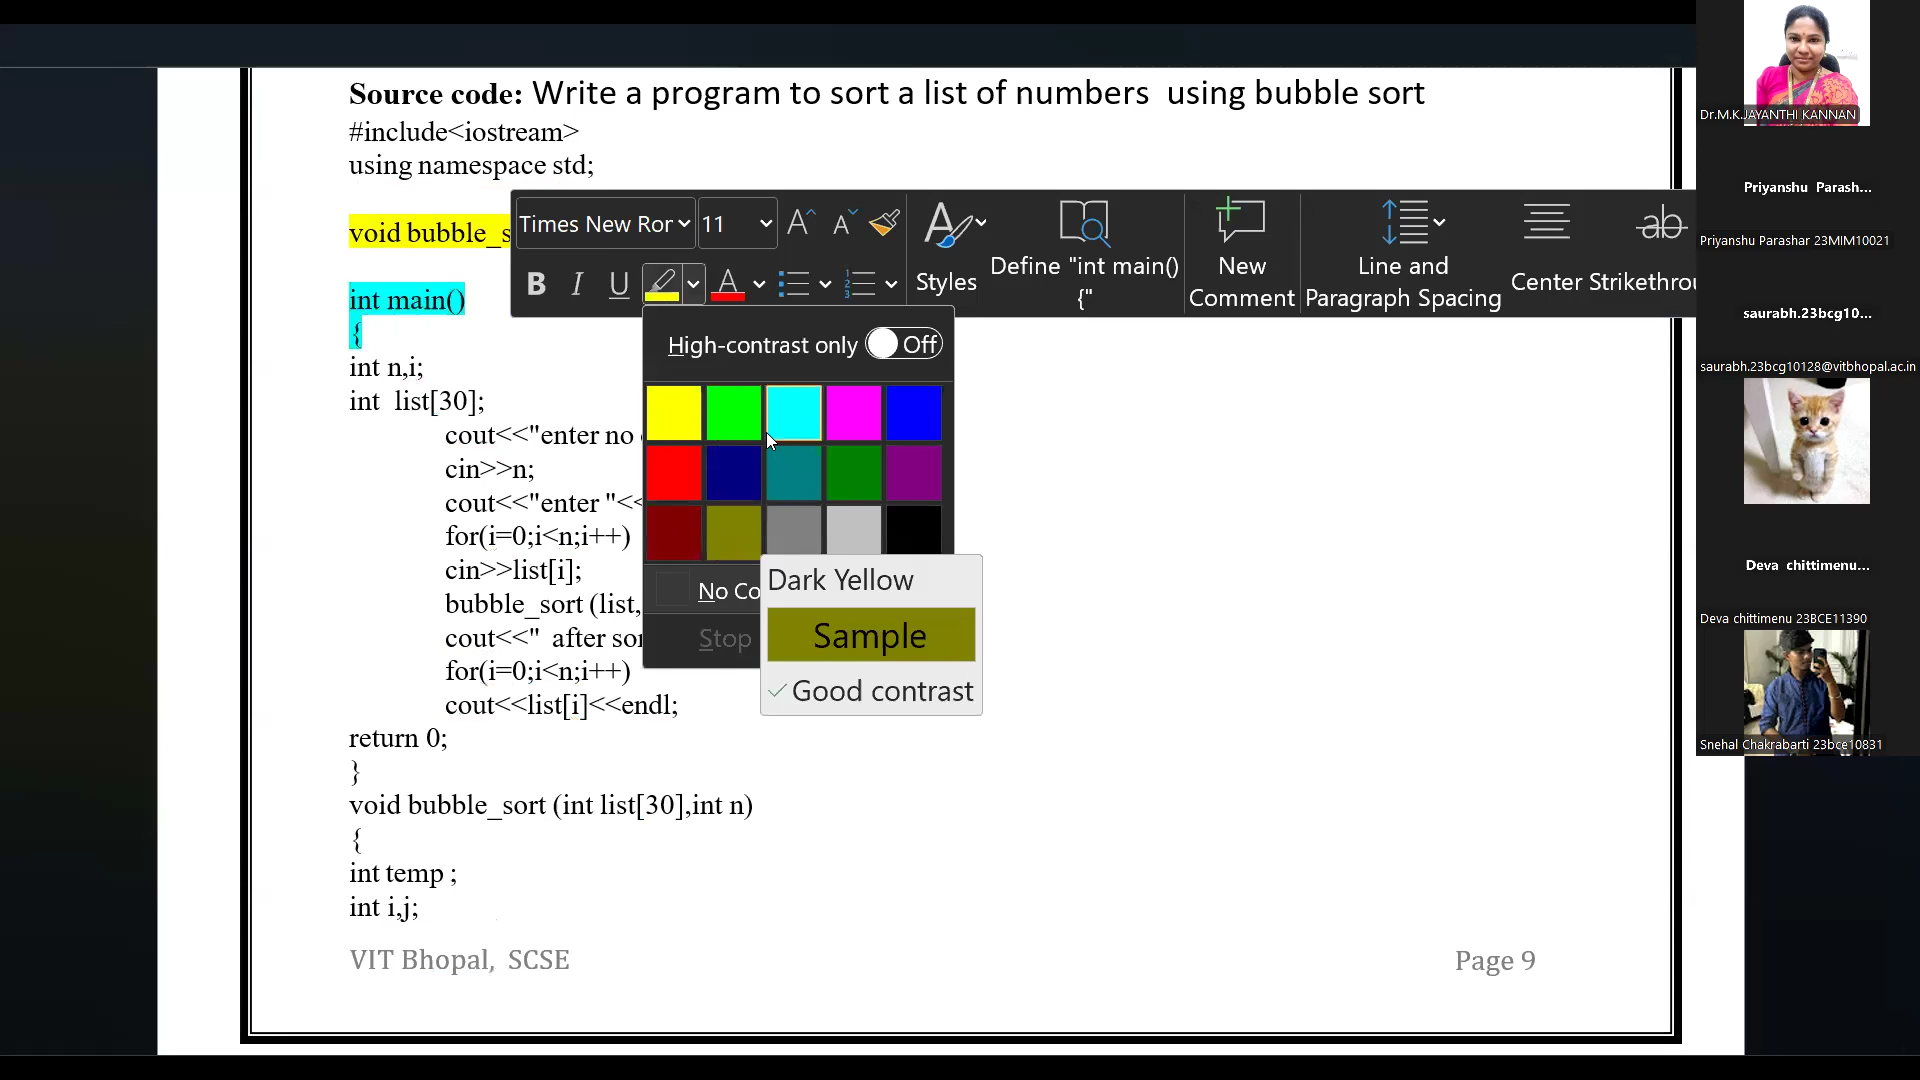 Source code: Write a program to sort a list of numbers  using bubble sort
#include<iostream>
using namespace std;
void bubble_s
int main()
{
int n,i;
int  list[30];
cout<<"enter no
cin>>n;
cout<<"enter "<<
for(i=0;i<n;i++)
cin>>list[i];
bubble_sort (list,
cout<<"  after sor
for(i=0;i<n;i++)
cout<<list[i]<<endl;
return 0;
}
void bubble_sort (int list[30],int n)
{
int temp ;
int i,j;
VIT Bhopal,  SCSE
Page 9
Times New Ror
11
A A
B I U A
Styles
Define "int main()
{"
New
Comment
Line and
Paragraph Spacing
Center
ab
Strikethrou
High-contrast only Off
No Co
Stop
Dark Yellow
Sample
Good contrast
Dr.M.K.JAYANTHI KANNAN
Priyanshu  Parash...
Priyanshu Parashar 23MIM10021
saurabh.23bcg10...
saurabh.23bcg10128@vitbhopal.ac.in
Deva  chittimenu...
Deva chittimenu 23BCE11390
Snehal Chakrabarti 23bce10831